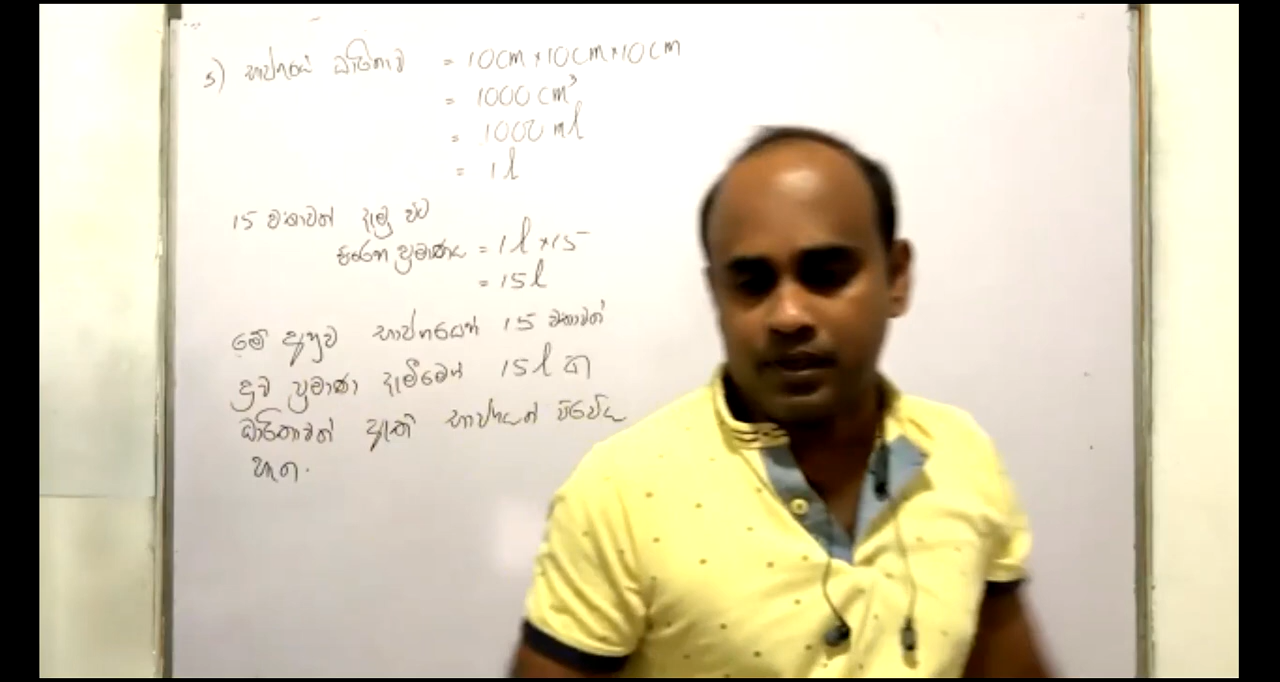 5) භාජනයේ ධාරිතාව = 10cm × 10cm × 10cm
= 1000 cm³
= 1000 ml
= 1 l
15 වතාවක් දැමූ විට
පිරෙන ප්‍රමාණය = 1 l × 15
= 15 l
මේ අනුව භාජනයෙන් 15 වතාවක්
ද්‍රව ප්‍රමාණ දැමීමෙන් 15 l ක
ධාරිතාවක් ඇති භාජනයක් පිරවිය
හැක.